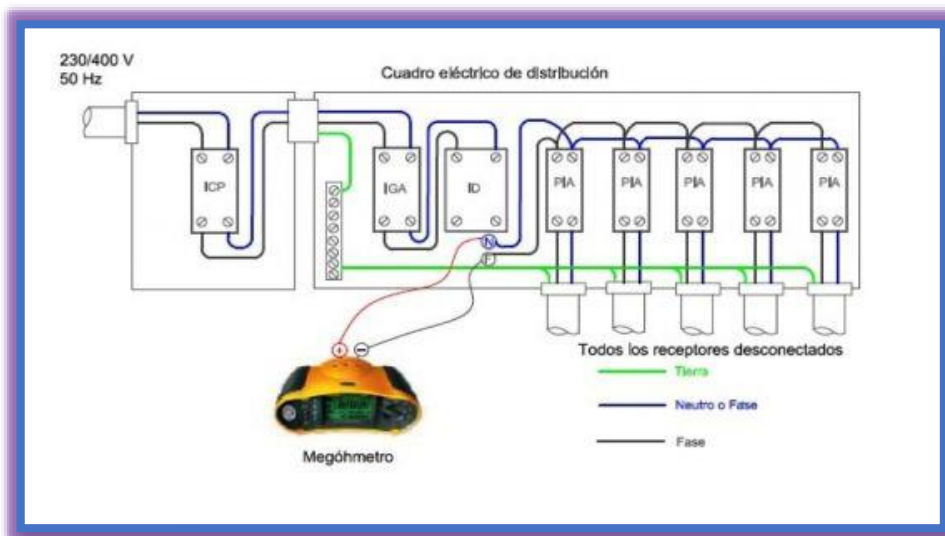 230/400 V
50 Hz
Cuadro eléctrico de distribución
ICP
IGA
ID
PIA
PIA
PIA
PIA
PIA
N
F
+
−
Todos los receptores desconectados
Tierra
Neutro o Fase
Fase
Megóhmetro